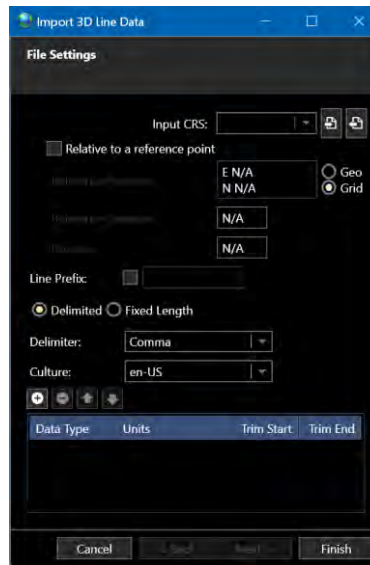 Import 3D Line Data
File Settings
Input CRS:
Relative to a reference point
E N/A
N N/A
Geo
Grid
N/A
N/A
Line Prefix:
Delimited
Fixed Length
Delimiter: Comma
Culture: en-US
Data Type Units Trim Start Trim End
Cancel Finish